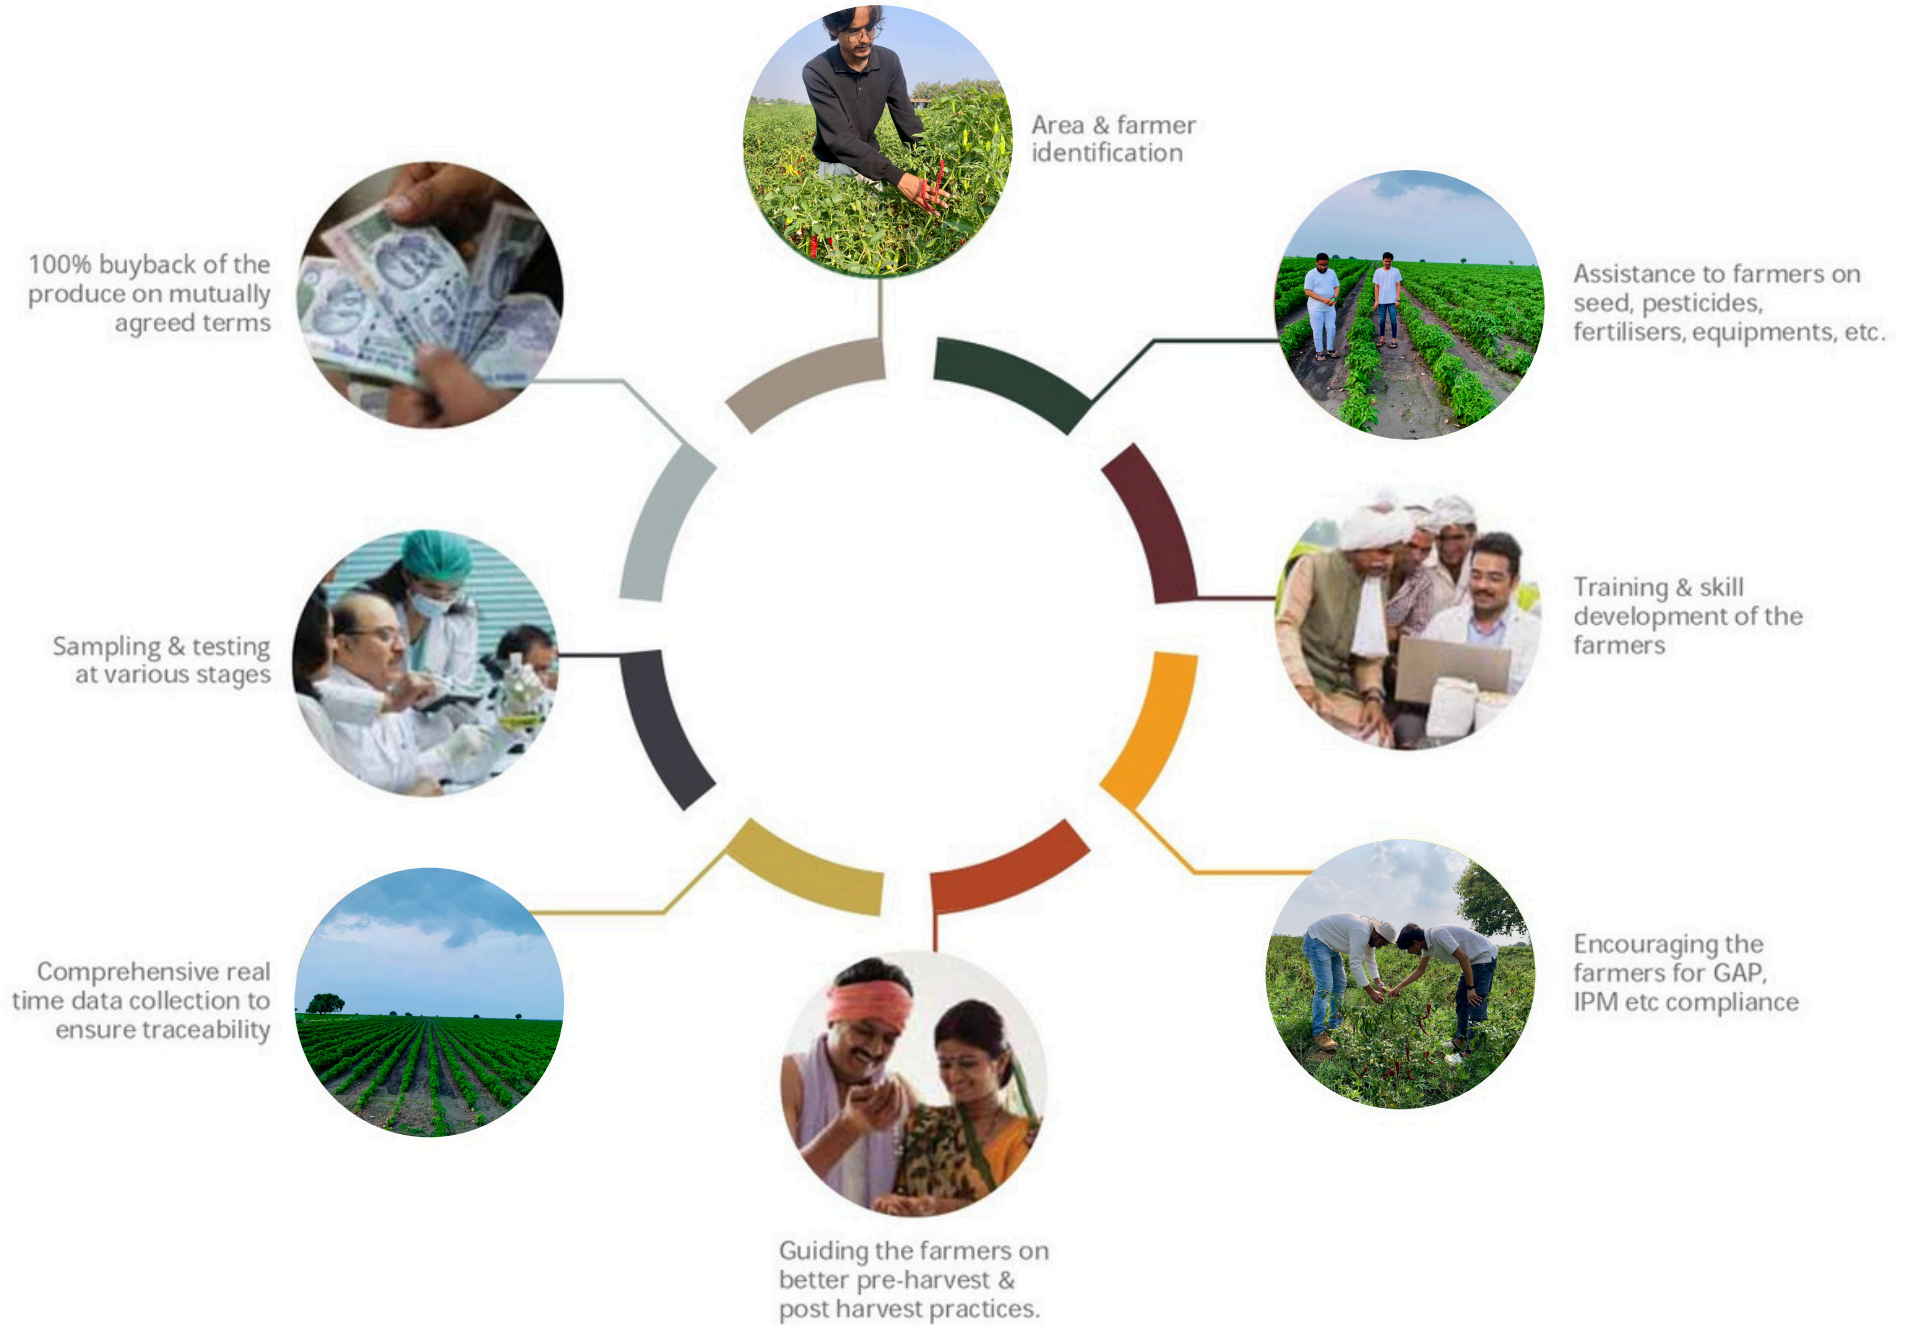 Area & farmer
identification
Assistance to farmers on
seed, pesticides,
fertilisers, equipments, etc.
Training & skill
development of the
farmers
Encouraging the
farmers for GAP,
IPM etc compliance
Guiding the farmers on
better pre-harvest &
post harvest practices.
Comprehensive real
time data collection to
ensure traceability
Sampling & testing
at various stages
100% buyback of the
produce on mutually
agreed terms